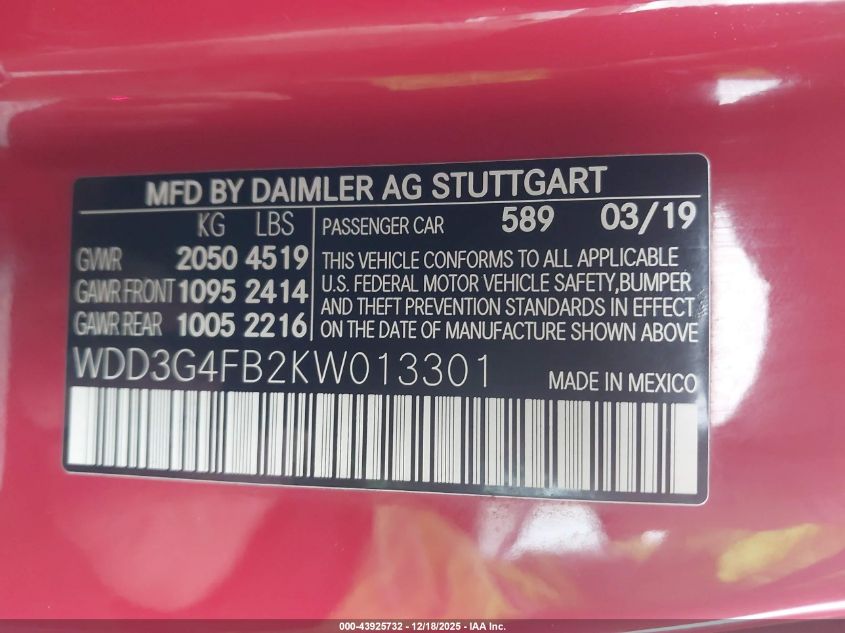 MFD BY DAIMLER AG STUTTGART
KG LBS
GVWR 2050 4519
GAWR FRONT 1095 2414
GAWR REAR 1005 2216
PASSENGER CAR 589 03/19
THIS VEHICLE CONFORMS TO ALL APPLICABLE
U.S. FEDERAL MOTOR VEHICLE SAFETY,BUMPER
AND THEFT PREVENTION STANDARDS IN EFFECT
ON THE DATE OF MANUFACTURE SHOWN ABOVE
WDD3G4FB2KW013301
MADE IN MEXICO
000-43925732 - 12/18/2025 - IAA Inc.